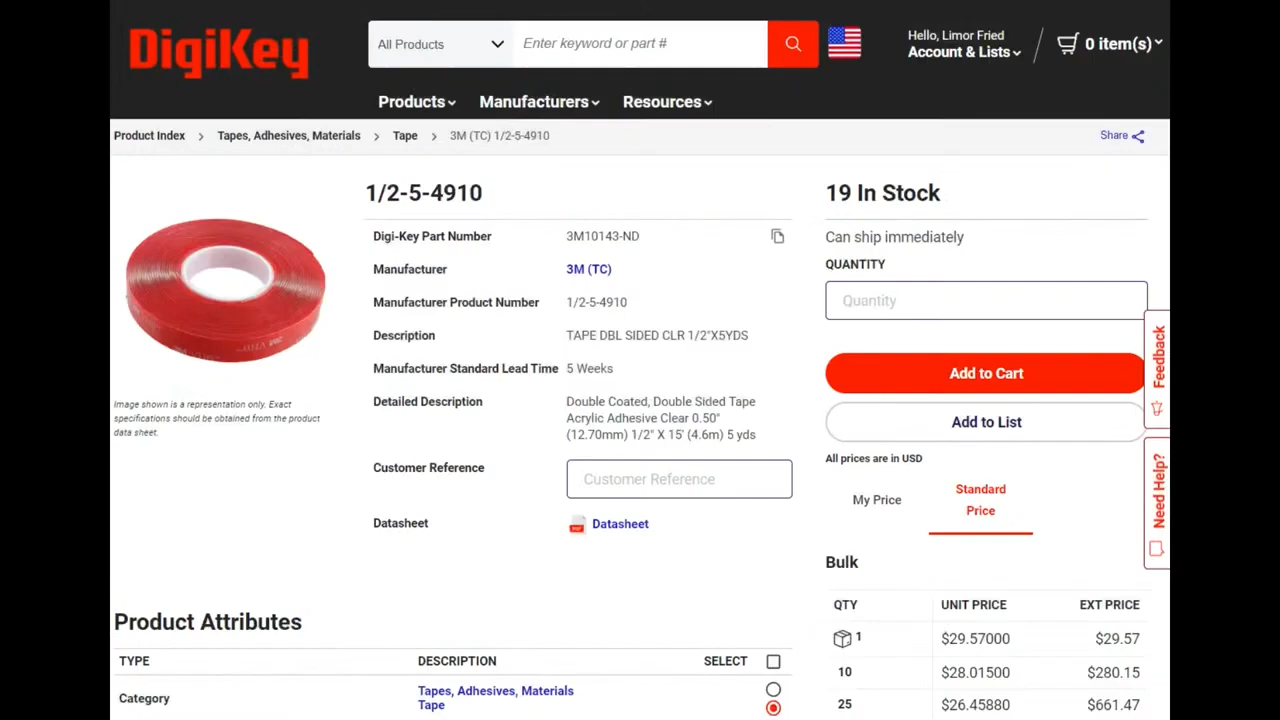 DigiKey
All Products
Enter keyword or part #
Hello, Limor Fried
Account & Lists
0 item(s)
Products
Manufacturers
Resources
Product Index > Tapes, Adhesives, Materials > Tape > 3M (TC) 1/2-5-4910
Share
1/2-5-4910
Digi-Key Part Number 3M10143-ND
Manufacturer 3M (TC)
Manufacturer Product Number 1/2-5-4910
Description TAPE DBL SIDED CLR 1/2"X5YDS
Manufacturer Standard Lead Time 5 Weeks
Detailed Description Double Coated, Double Sided Tape
Acrylic Adhesive Clear 0.50"
(12.70mm) 1/2" X 15' (4.6m) 5 yds
Customer Reference Customer Reference
Datasheet Datasheet
Image shown is a representation only. Exact
specifications should be obtained from the product
data sheet.
19 In Stock
Can ship immediately
QUANTITY
Quantity
Add to Cart
Add to List
All prices are in USD
My Price
Standard
Price
Bulk
QTY UNIT PRICE EXT PRICE
1 $29.57000 $29.57
10 $28.01500 $280.15
25 $26.45880 $661.47
Feedback
Need Help?
Product Attributes
TYPE DESCRIPTION SELECT
Category Tapes, Adhesives, Materials
Tape